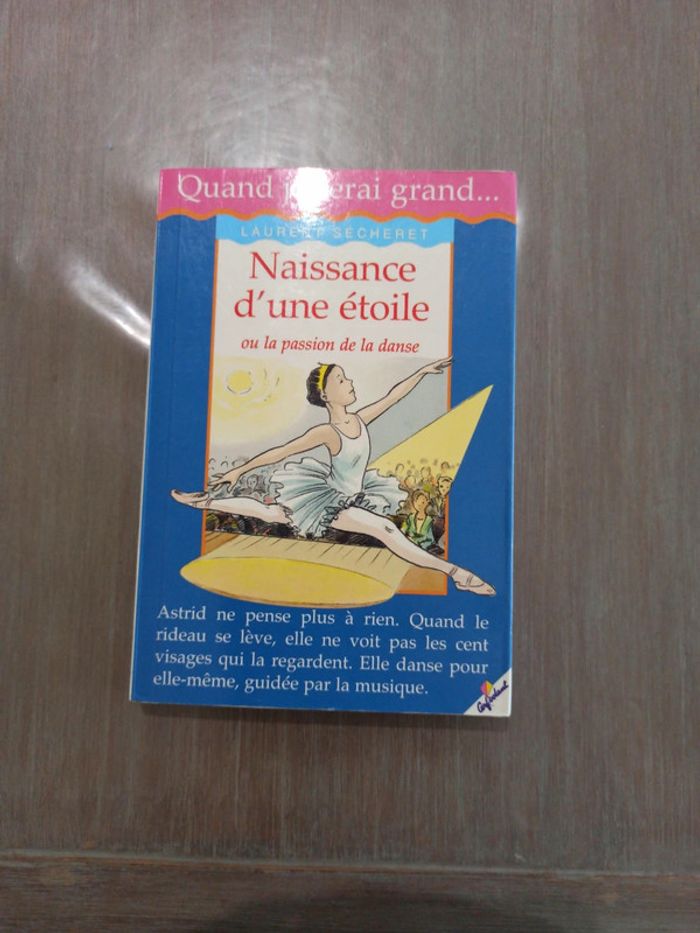 Quand je serai grand...
LAURENT SÉCHERET
Naissance
d'une étoile
ou la passion de la danse
Astrid ne pense plus à rien. Quand le
rideau se lève, elle ne voit pas les cent
visages qui la regardent. Elle danse pour
elle-même, guidée par la musique.